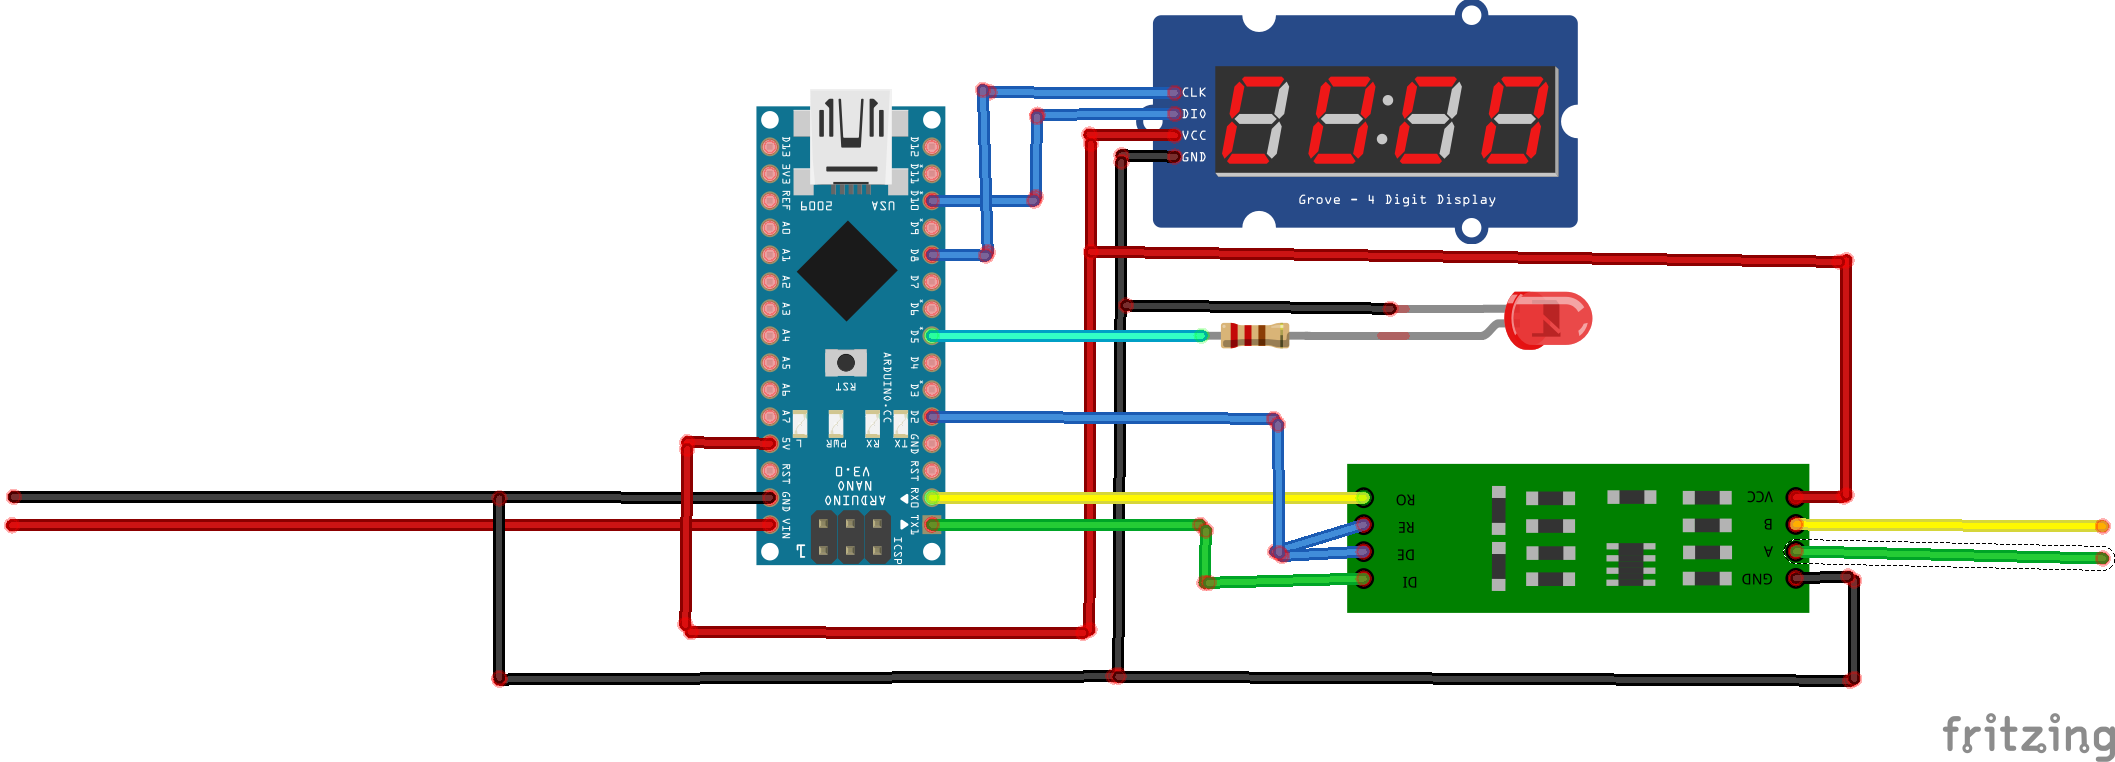 CLK
DIO
VCC
GND
Grove - 4 Digit Display
D13
3V3
REF
A0
A1
A2
A3
A4
A5
A6
A7
5V
RST
GND
VIN
D12
D11
D10
D9
D8
D7
D6
D5
D4
D3
D2
GND
RST
RX0
TX1
USA
2009
RST
ARDUINO.CC
L
PWR
RX
TX
ARDUINO
NANO
V3.0
ICSP
1
RO
RE
DE
DI
VCC
B
A
GND
fritzing